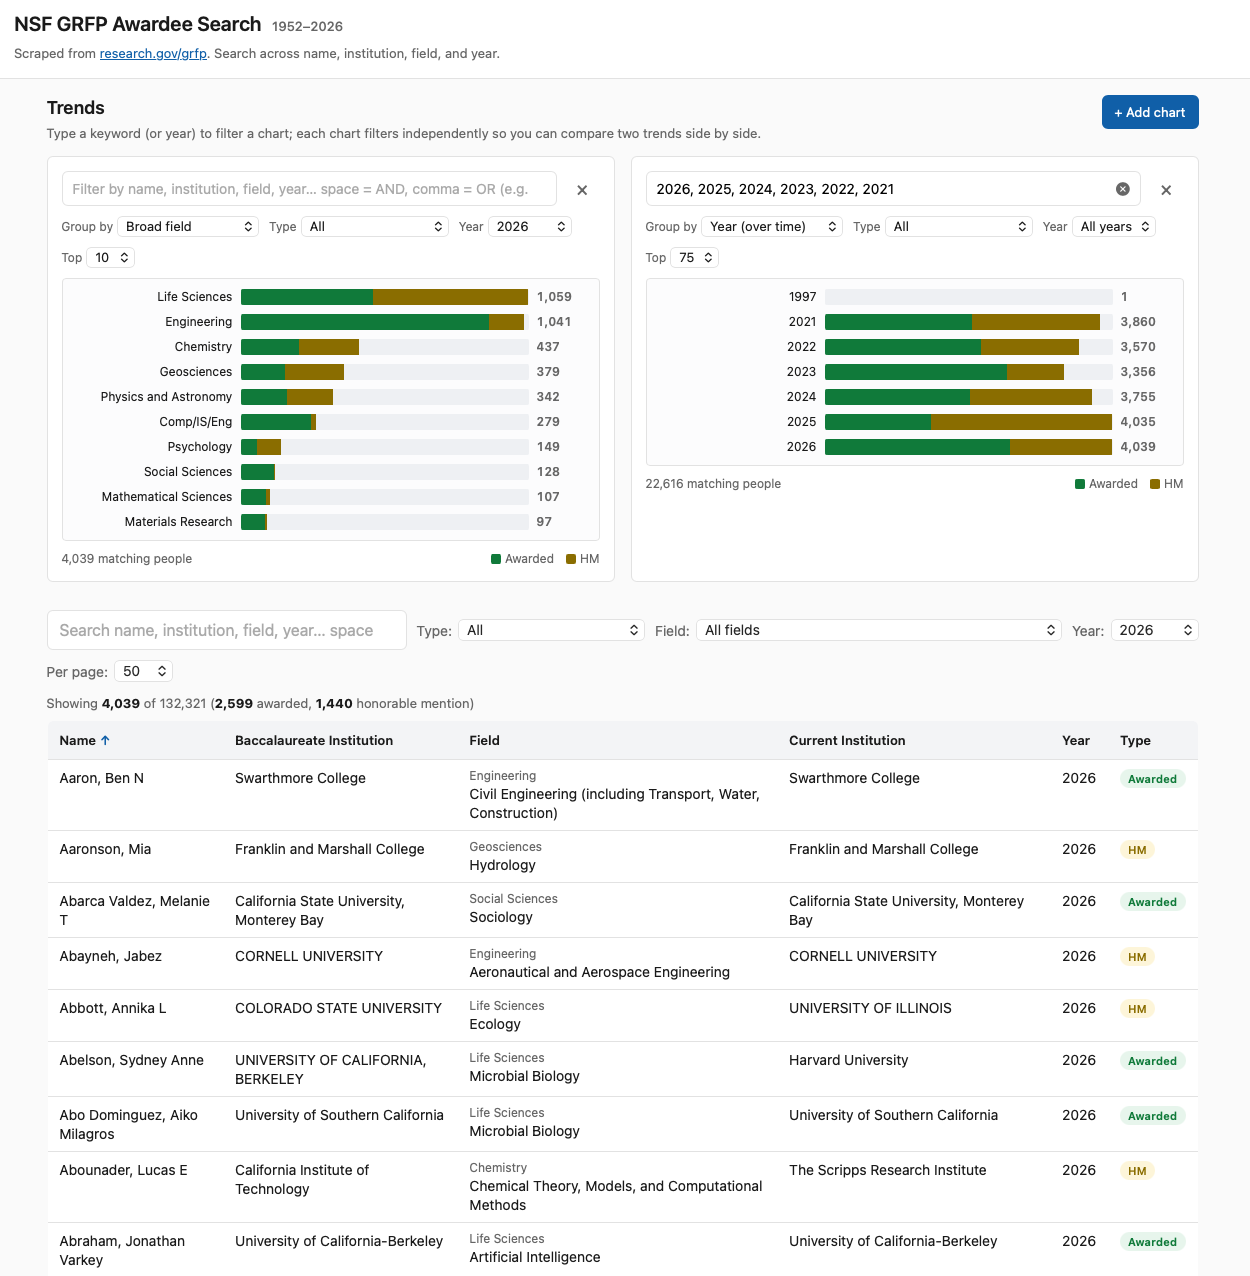 NSF GRFP Awardee Search 1952–2026
Scraped from research.gov/grfp. Search across name, institution, field, and year.
Trends
+ Add chart
Type a keyword (or year) to filter a chart; each chart filters independently so you can compare two trends side by side.
Filter by name, institution, field, year... space = AND, comma = OR (e.g.
Group by Broad field Type All Year 2026
Top 10
Life Sciences 1,059
Engineering 1,041
Chemistry 437
Geosciences 379
Physics and Astronomy 342
Comp/IS/Eng 279
Psychology 149
Social Sciences 128
Mathematical Sciences 107
Materials Research 97
4,039 matching people Awarded HM
2026, 2025, 2024, 2023, 2022, 2021
Group by Year (over time) Type All Year All years
Top 75
1997 1
2021 3,860
2022 3,570
2023 3,356
2024 3,755
2025 4,035
2026 4,039
22,616 matching people Awarded HM
Search name, institution, field, year... space Type: All Field: All fields Year: 2026
Per page: 50
Showing 4,039 of 132,321 (2,599 awarded, 1,440 honorable mention)
Name ↑ Baccalaureate Institution Field Current Institution Year Type
Aaron, Ben N Swarthmore College Engineering Swarthmore College 2026 Awarded
Civil Engineering (including Transport, Water,
Construction)
Aaronson, Mia Franklin and Marshall College Geosciences Franklin and Marshall College 2026 HM
Hydrology
Abarca Valdez, Melanie California State University, Social Sciences California State University, Monterey 2026 Awarded
T Monterey Bay Sociology Bay
Abayneh, Jabez CORNELL UNIVERSITY Engineering CORNELL UNIVERSITY 2026 HM
Aeronautical and Aerospace Engineering
Abbott, Annika L COLORADO STATE UNIVERSITY Life Sciences UNIVERSITY OF ILLINOIS 2026 HM
Ecology
Abelson, Sydney Anne UNIVERSITY OF CALIFORNIA, Life Sciences Harvard University 2026 Awarded
BERKELEY Microbial Biology
Abo Dominguez, Aiko University of Southern California Life Sciences University of Southern California 2026 Awarded
Milagros Microbial Biology
Abounader, Lucas E California Institute of Chemistry The Scripps Research Institute 2026 HM
Technology Chemical Theory, Models, and Computational
Methods
Abraham, Jonathan University of California-Berkeley Life Sciences University of California-Berkeley 2026 Awarded
Varkey Artificial Intelligence